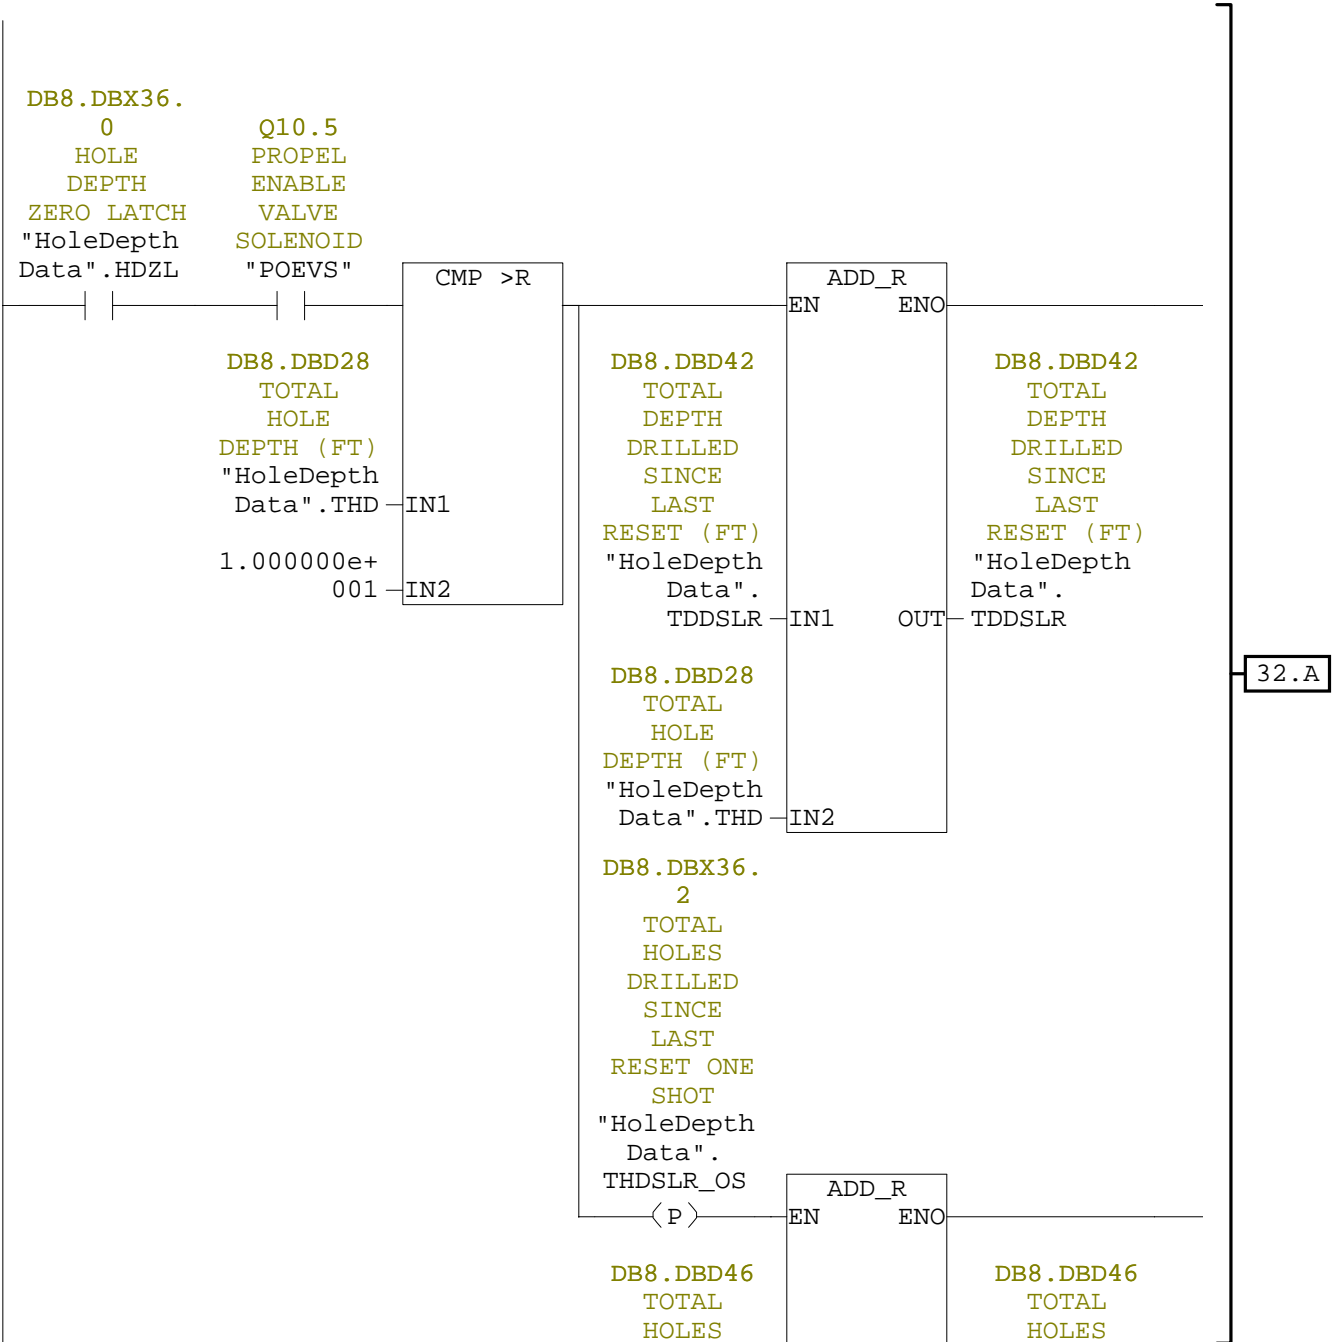 DB8.DBX36.
0
HOLE
DEPTH
ZERO LATCH
"HoleDepth
Data".HDZL
Q10.5
PROPEL
ENABLE
VALVE
SOLENOID
"POEVS"
CMP >R
DB8.DBD28
TOTAL
HOLE
DEPTH (FT)
"HoleDepth
Data".THD
IN1
1.000000e+
001
IN2
ADD_R
EN ENO
DB8.DBD42
TOTAL
DEPTH
DRILLED
SINCE
LAST
RESET (FT)
"HoleDepth
Data".
TDDSLR
IN1 OUT
DB8.DBD42
TOTAL
DEPTH
DRILLED
SINCE
LAST
RESET (FT)
"HoleDepth
Data".
TDDSLR
DB8.DBD28
TOTAL
HOLE
DEPTH (FT)
"HoleDepth
Data".THD
IN2
32.A
DB8.DBX36.
2
TOTAL
HOLES
DRILLED
SINCE
LAST
RESET ONE
SHOT
"HoleDepth
Data".
THDSLR_OS
P
ADD_R
EN ENO
DB8.DBD46
TOTAL
HOLES
DB8.DBD46
TOTAL
HOLES